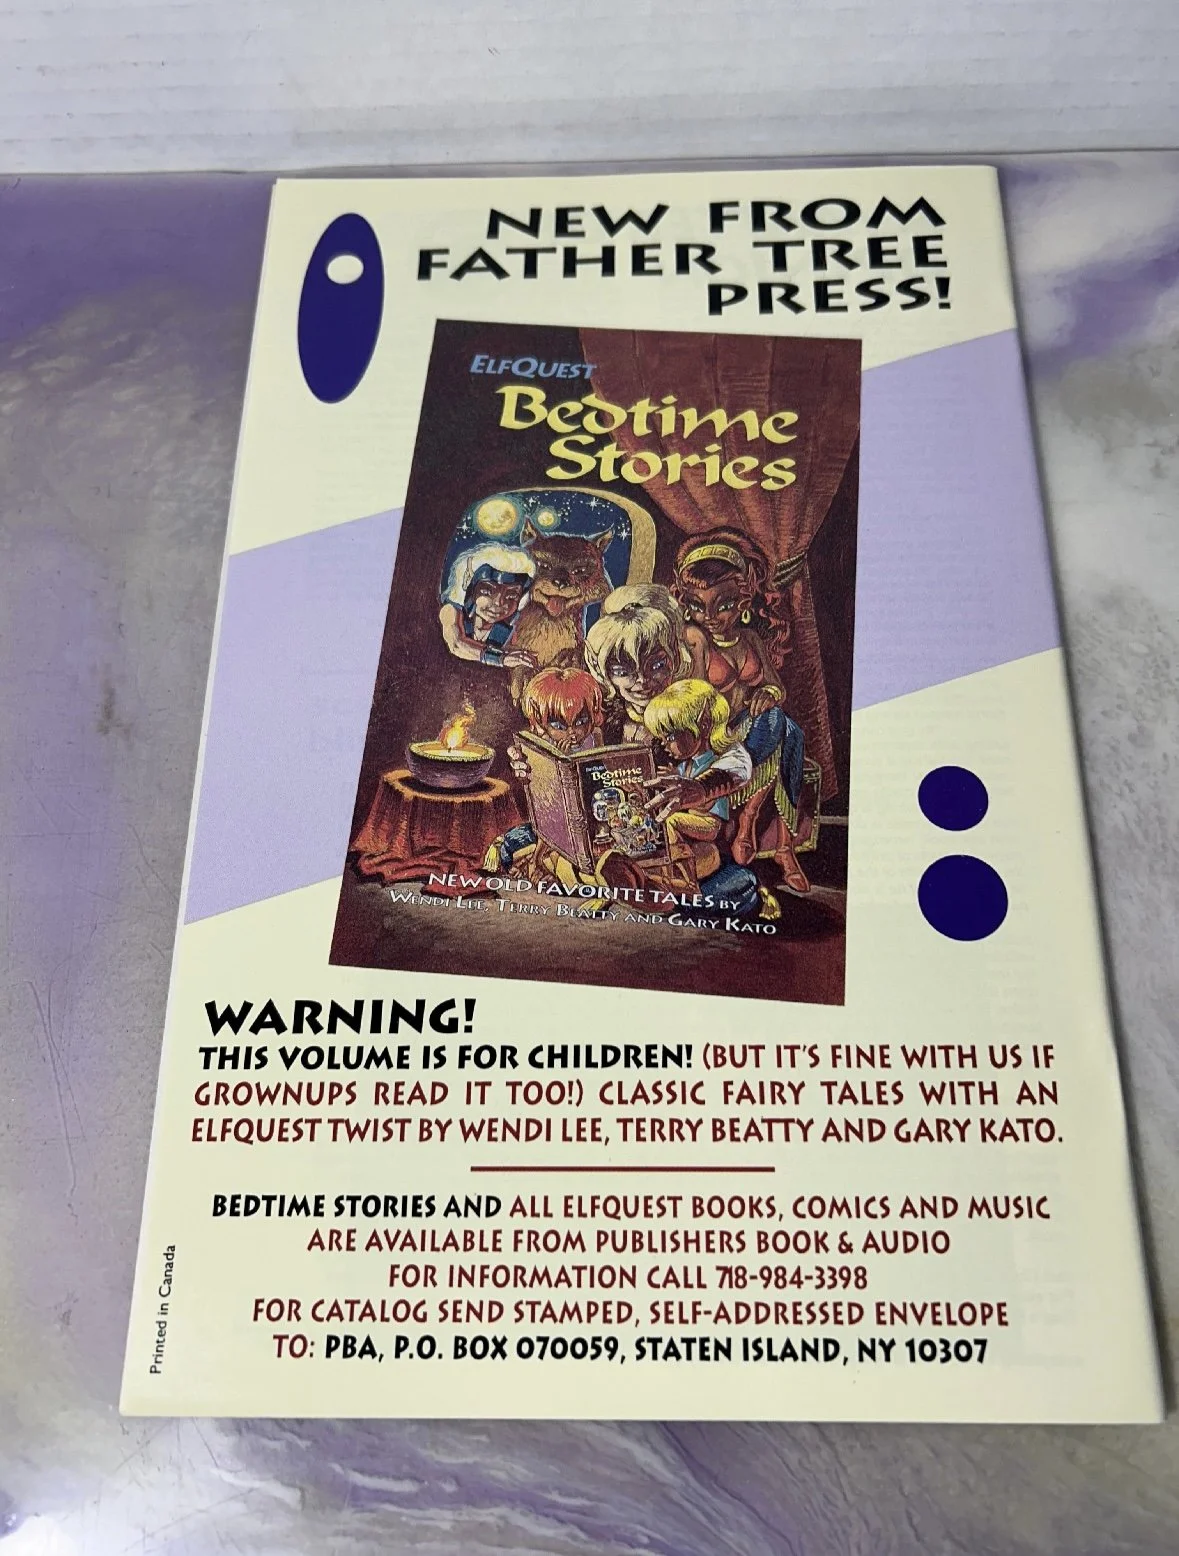 NEW FROM
FATHER TREE
PRESS!
ELFQUEST
Bedtime
Stories
Bedtime
Stories
NEW OLD FAVORITE TALES BY
WENDI LEE, TERRY BEATTY AND GARY KATO
WARNING!
THIS VOLUME IS FOR CHILDREN! (BUT IT'S FINE WITH US IF
GROWNUPS READ IT TOO!) CLASSIC FAIRY TALES WITH AN
ELFQUEST TWIST BY WENDI LEE, TERRY BEATTY AND GARY KATO.
BEDTIME STORIES AND ALL ELFQUEST BOOKS, COMICS AND MUSIC
ARE AVAILABLE FROM PUBLISHERS BOOK & AUDIO
FOR INFORMATION CALL 718-984-3398
FOR CATALOG SEND STAMPED, SELF-ADDRESSED ENVELOPE
TO: PBA, P.O. BOX 070059, STATEN ISLAND, NY 10307
Printed in Canada